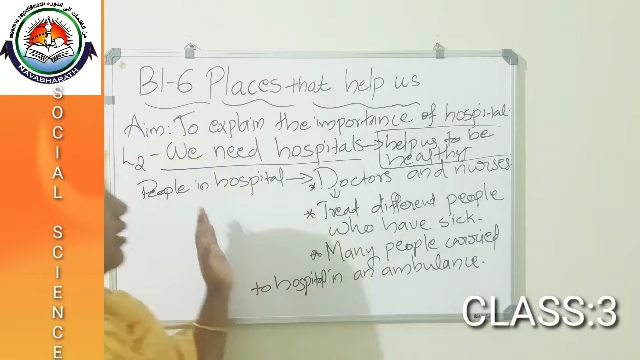 NAVABHARATH
SOCIAL SCIENCE
Bl-6 Places that help us
Aim: To explain the importance of hospital
L2 - We need hospitals → help us to be healthy
People in hospital → * Doctors and nurses
* Treat different people
who have sick.
* Many people carried
to hospital in an ambulance.
CLASS:3